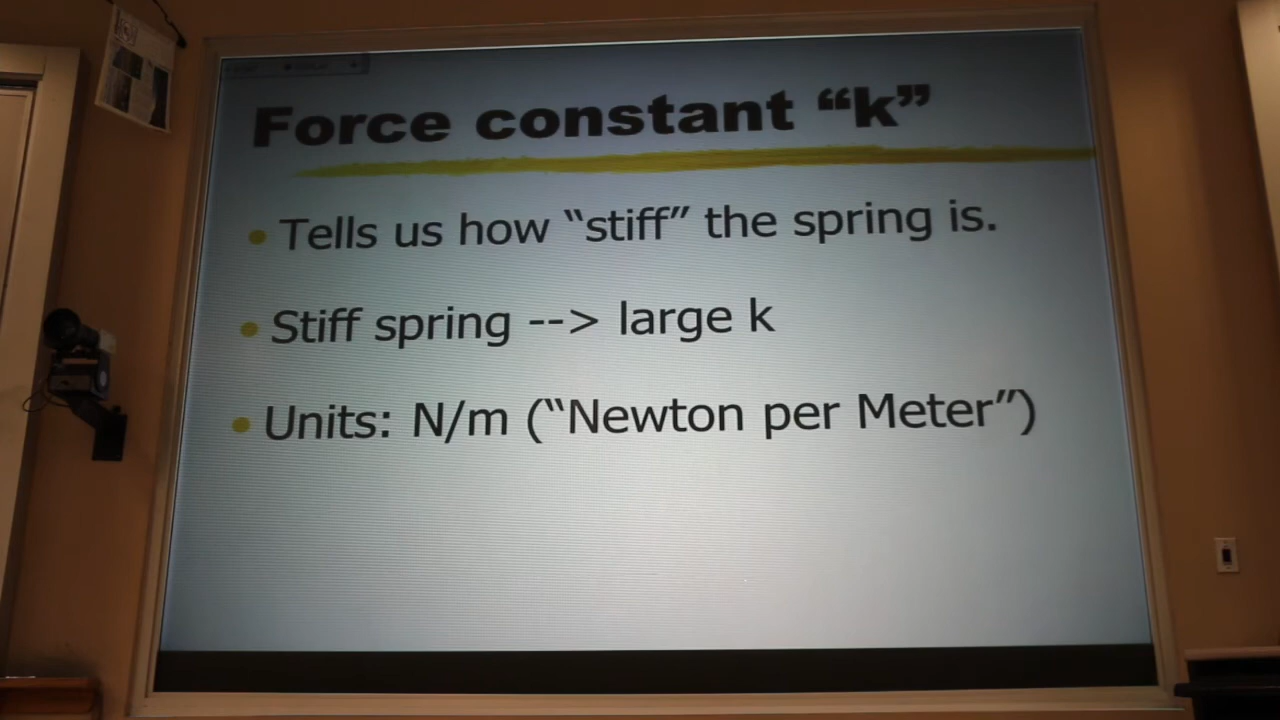 Force constant “k”
Tells us how “stiff” the spring is.
Stiff spring --> large k
Units: N/m (“Newton per Meter”)